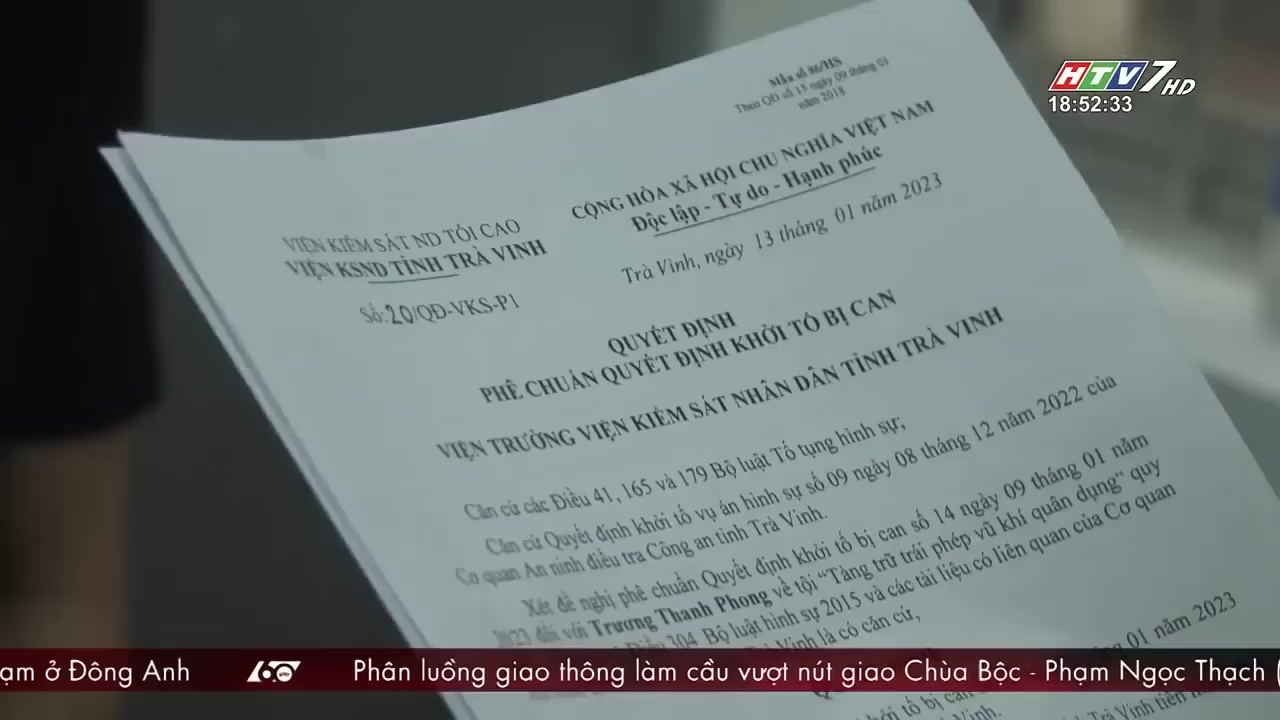 HTV7 HD
18:52:33
Mẫu số 86/HS
Theo QĐ số 15 ngày 09 tháng 01
năm 2018
VIỆN KIỂM SÁT ND TỐI CAO
VIỆN KSND TỈNH TRÀ VINH
Số:20/QĐ-VKS-P1
CỘNG HÒA XÃ HỘI CHỦ NGHĨA VIỆT NAM
Độc lập - Tự do - Hạnh phúc
Trà Vinh, ngày 13 tháng 01 năm 2023
QUYẾT ĐỊNH
PHÊ CHUẨN QUYẾT ĐỊNH KHỞI TỐ BỊ CAN
VIỆN TRƯỞNG VIỆN KIỂM SÁT NHÂN DÂN TỈNH TRÀ VINH
Căn cứ các Điều 41, 165 và 179 Bộ luật Tố tụng hình sự;
Căn cứ Quyết định khởi tố vụ án hình sự số 09 ngày 08 tháng 12 năm 2022 của
Cơ quan An ninh điều tra Công an tỉnh Trà Vinh.
Xét đề nghị phê chuẩn Quyết định khởi tố bị can số 14 ngày 09 tháng 01 năm
2023 đối với Trương Thanh Phong về tội "Tàng trữ trái phép vũ khí quân dụng" quy
Điều 304 Bộ luật hình sự 2015 và các tài liệu có liên quan của Cơ quan
Vinh là có căn cứ,
01 năm 2023
khởi tố bị can
Vinh.
Vinh tiến
ạm ở Đông Anh 60 Phân luồng giao thông làm cầu vượt nút giao Chùa Bộc - Phạm Ngọc Thạch (